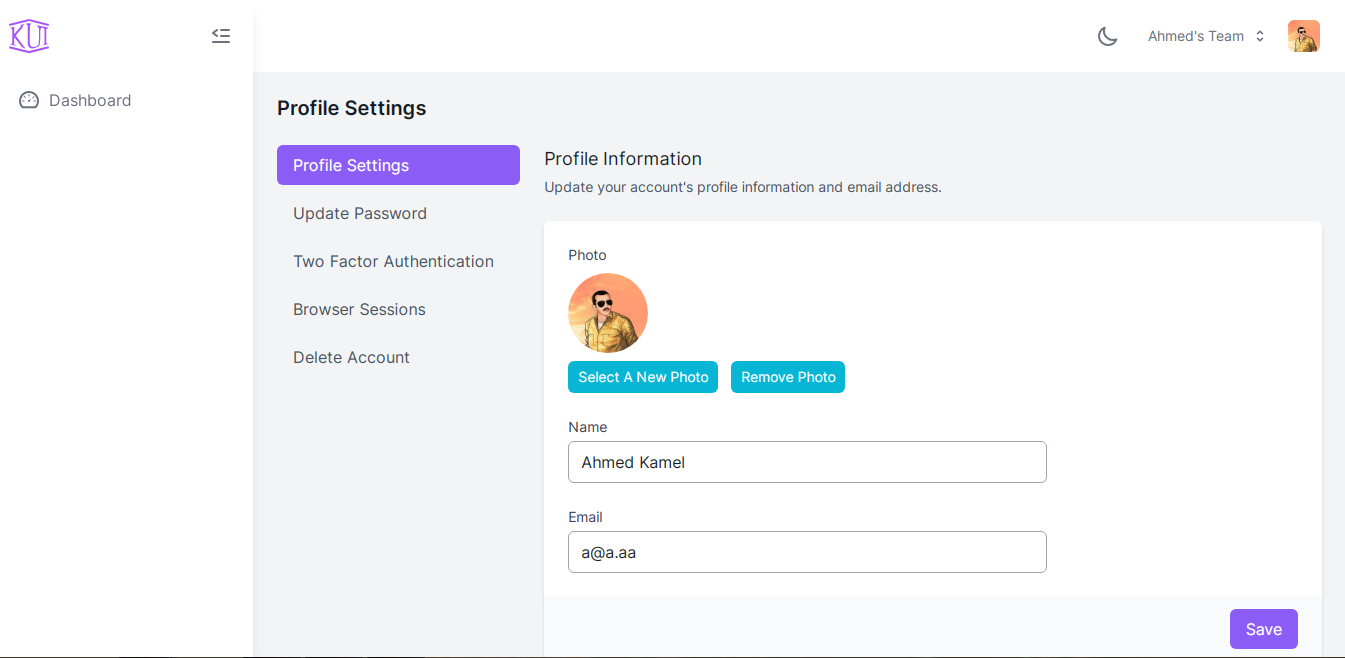 KUI
Ahmed's Team
Dashboard
Profile Settings
Profile Settings
Update Password
Two Factor Authentication
Browser Sessions
Delete Account
Profile Information
Update your account's profile information and email address.
Photo
Select A New Photo
Remove Photo
Name
Ahmed Kamel
Email
a@a.aa
Save